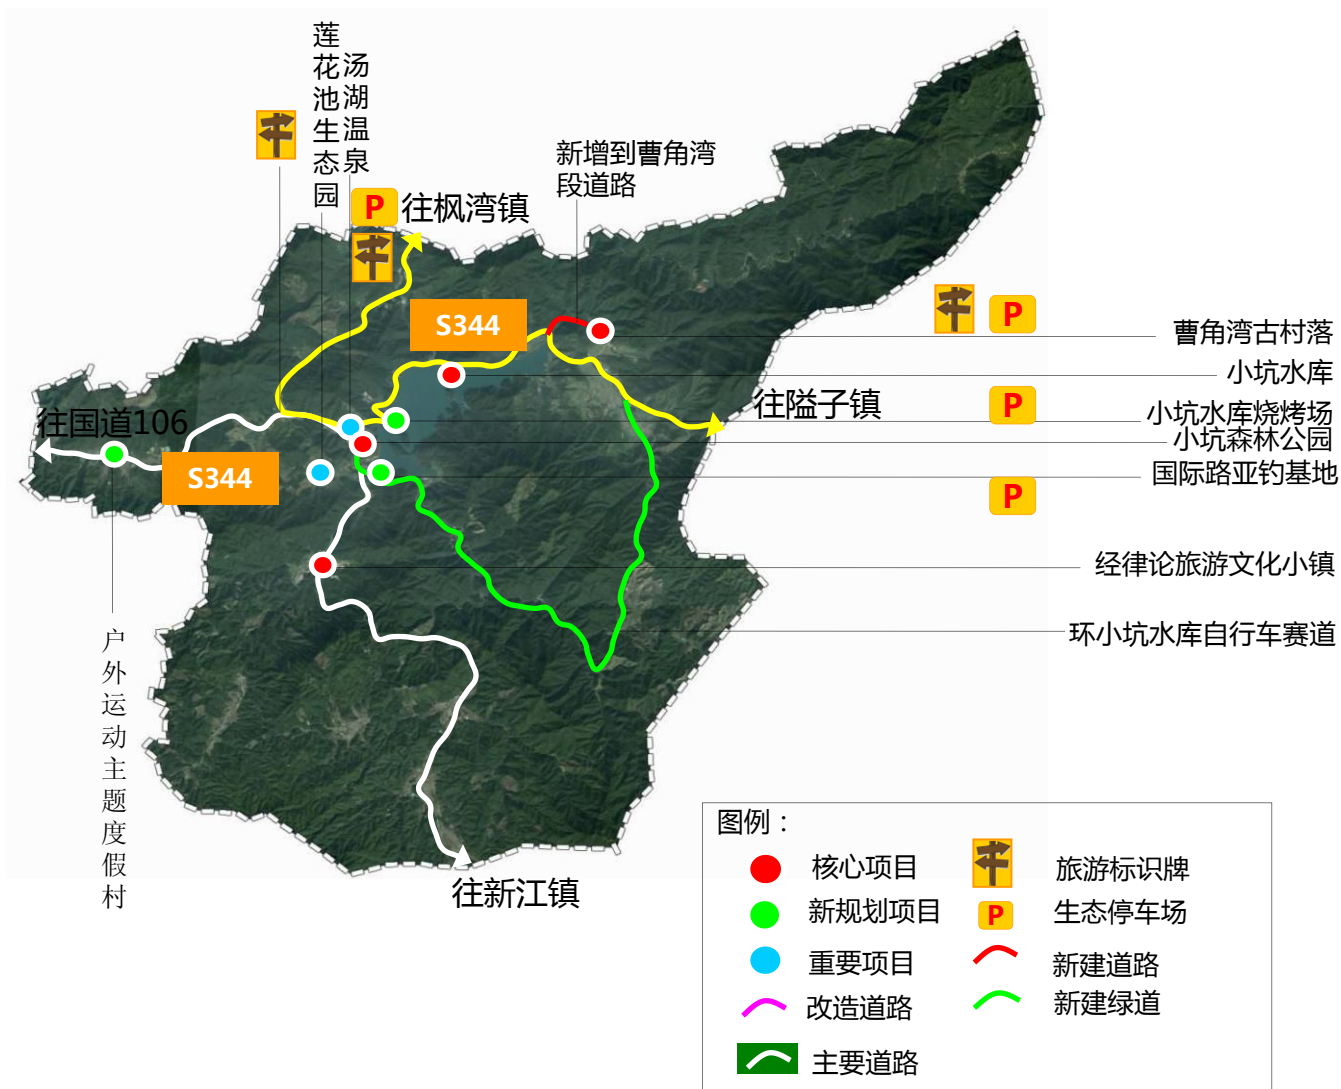 莲花池生态园
汤湖温泉
新增到曹角湾
段道路
P
往枫湾镇
S344
P
曹角湾古村落
小坑水库
往隘子镇
P
小坑水库烧烤场
往国道106
小坑森林公园
S344
国际路亚钓基地
P
经律论旅游文化小镇
环小坑水库自行车赛道
户外运动主题度假村
往新江镇
图例：
核心项目
旅游标识牌
新规划项目
P
生态停车场
重要项目
新建道路
改造道路
新建绿道
主要道路